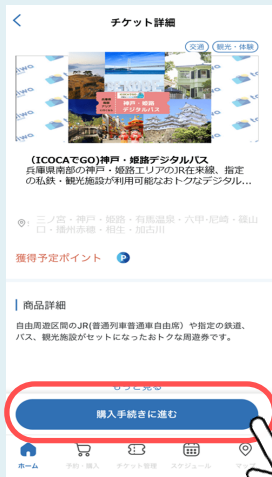 チケット詳細
交通 観光・体験
神戸・姫路
デジタルパス
(ICOCAでGO)神戸・姫路デジタルパス
兵庫県南部の神戸・姫路エリアのJR在来線、指定
の私鉄・観光施設が利用可能なおトクなデジタル...
三ノ宮・神戸・姫路・有馬温泉・六甲・尼崎・篠山
口・播州赤穂・相生・加古川
獲得予定ポイント P
商品詳細
自由周遊区間のJR(普通列車普通車自由席) や指定の鉄道、
バス、観光施設がセットになったおトクな周遊券です。
もっと見る
購入手続きに進む
ホーム 予約・購入 チケット管理 スケジュール